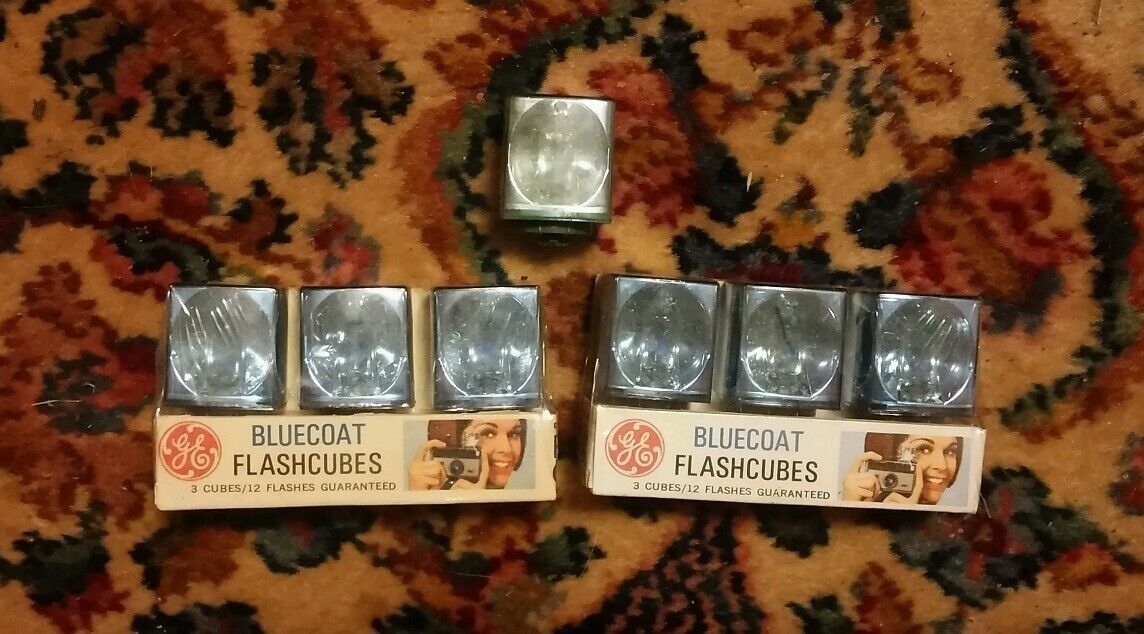 GE
BLUECOAT
FLASHCUBES
3 CUBES/12 FLASHES GUARANTEED
GE
BLUECOAT
FLASHCUBES
3 CUBES/12 FLASHES GUARANTEED